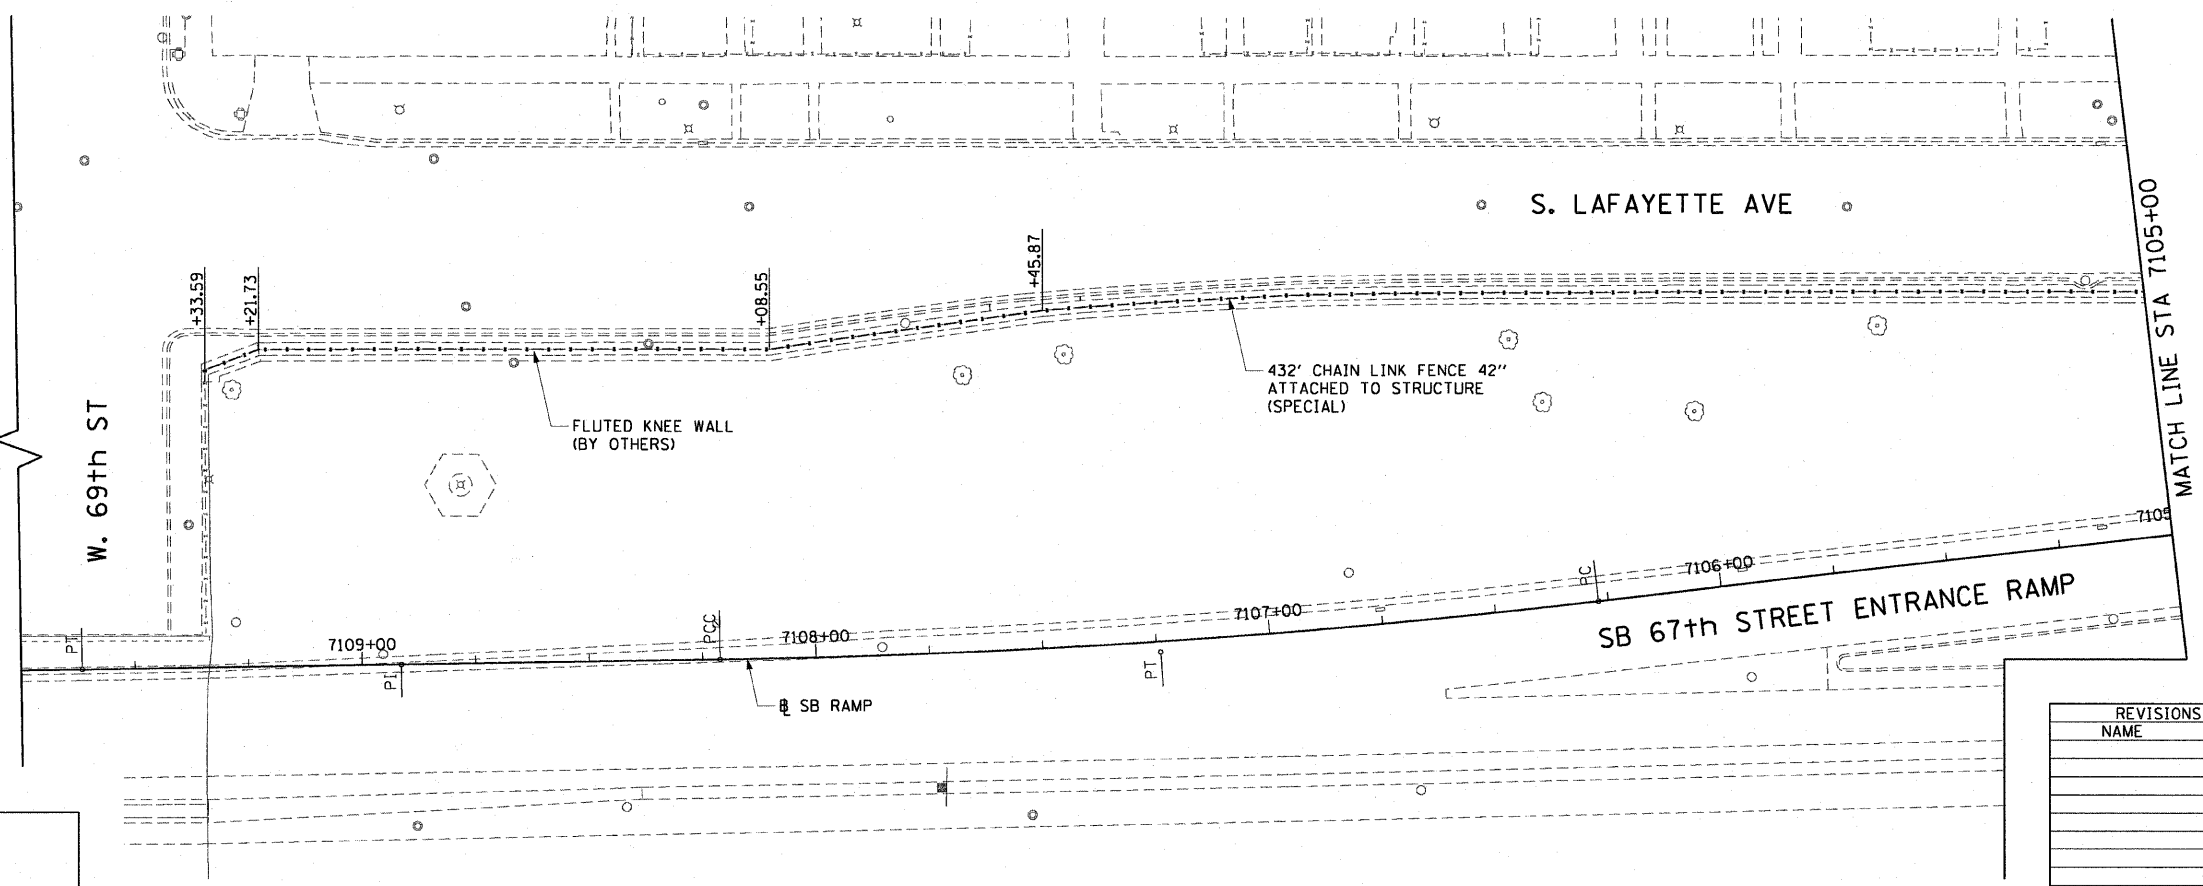 S. LAFAYETTE AVE
MATCH LINE STA 7105+00
+33.59
+21.73
+08.55
+45.87
432' CHAIN LINK FENCE 42"
ATTACHED TO STRUCTURE
(SPECIAL)
FLUTED KNEE WALL
(BY OTHERS)
W. 69th ST
7105
7106+00
PC
7107+00
SB 67th STREET ENTRANCE RAMP
PCC
7108+00
7109+00
PT
PI
PT
SB RAMP
REVISIONS
NAME